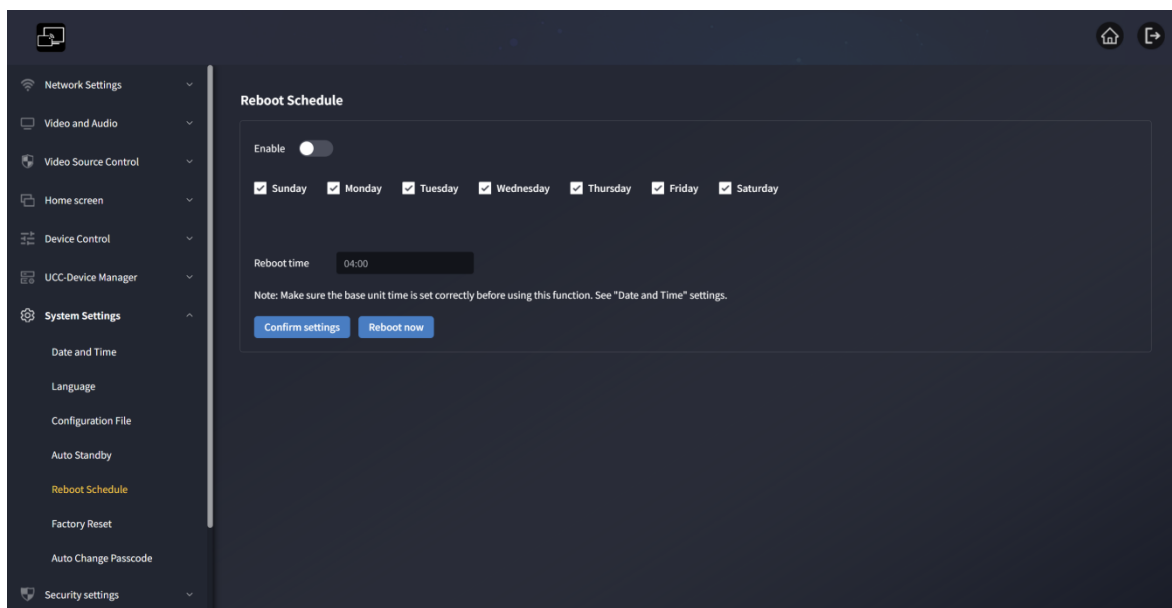 Network Settings
Video and Audio
Video Source Control
Home screen
Device Control
UCC-Device Manager
System Settings
Date and Time
Language
Configuration File
Auto Standby
Reboot Schedule
Factory Reset
Auto Change Passcode
Security settings
Reboot Schedule
Enable
Sunday Monday Tuesday Wednesday Thursday Friday Saturday
Reboot time 04:00
Note: Make sure the base unit time is set correctly before using this function. See "Date and Time" settings.
Confirm settings Reboot now